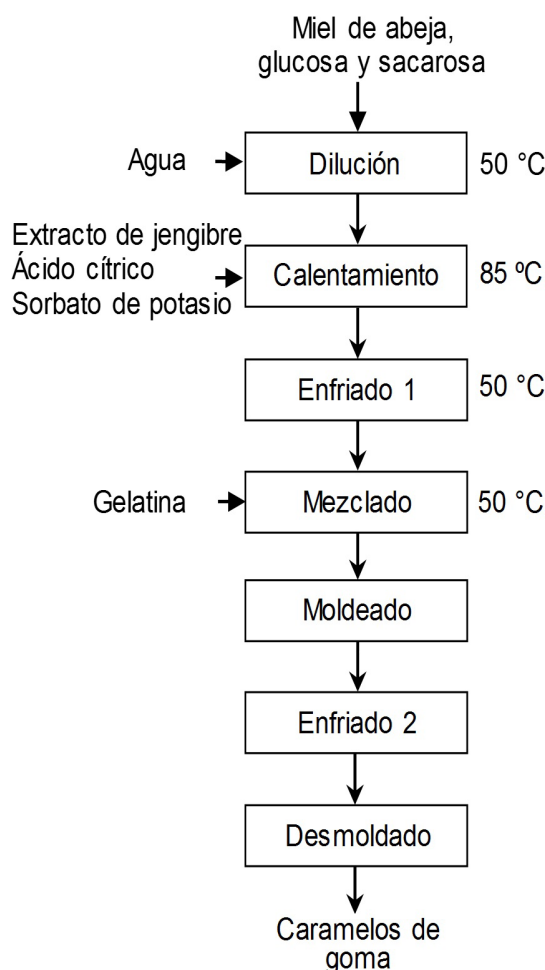 Miel de abeja,
glucosa y sacarosa
Agua
Dilución
50 °C
Extracto de jengibre
Ácido cítrico
Sorbato de potasio
Calentamiento
85 ºC
Enfriado 1
50 °C
Gelatina
Mezclado
50 °C
Moldeado
Enfriado 2
Desmoldado
Caramelos de
goma